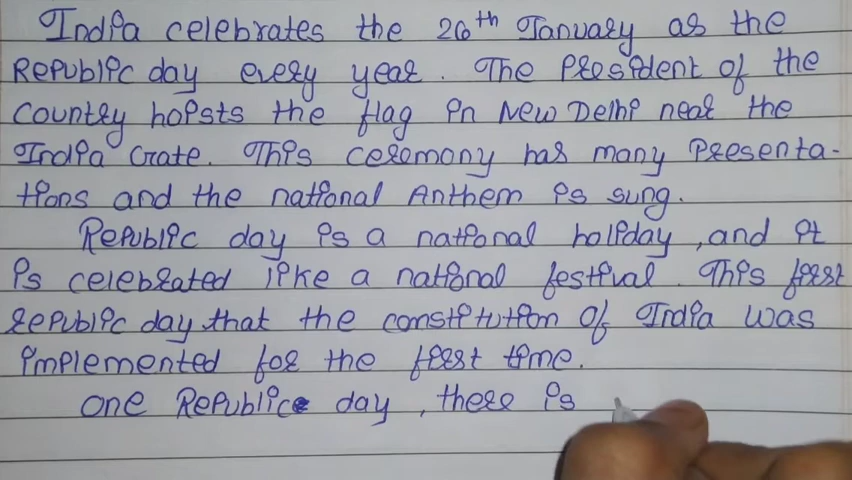 India celebrates the 26th January as the
Republic day every year. The President of the
Country hoists the flag in New Delhi near the
India Grate. This ceremony has many Presenta-
tions and the national Anthem is sung.
Republic day is a national holiday, and it
is celebrated like a national festival. This first
republic day that the constitution of India was
implemented for the first time.
One Republic day, there is